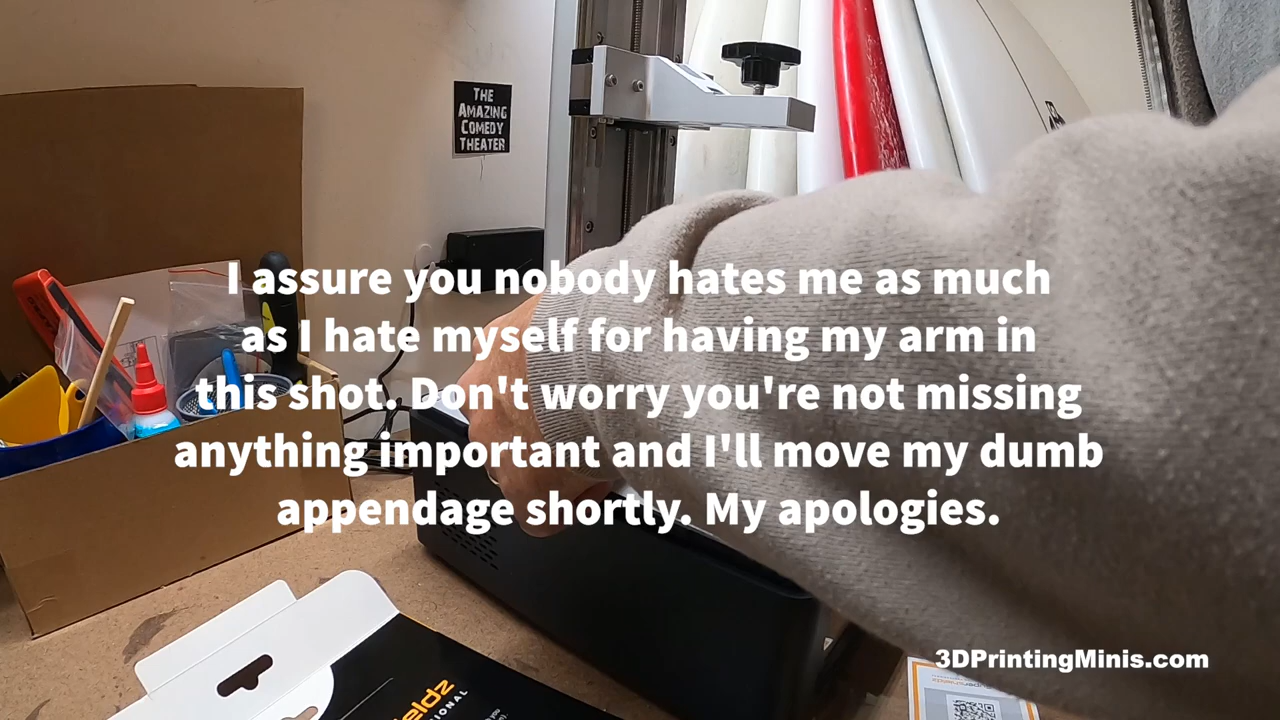 THE
AMAZING
COMEDY
THEATER
I assure you nobody hates me as much
as I hate myself for having my arm in
this shot. Don't worry you're not missing
anything important and I'll move my dumb
appendage shortly. My apologies.
3DPrintingMinis.com